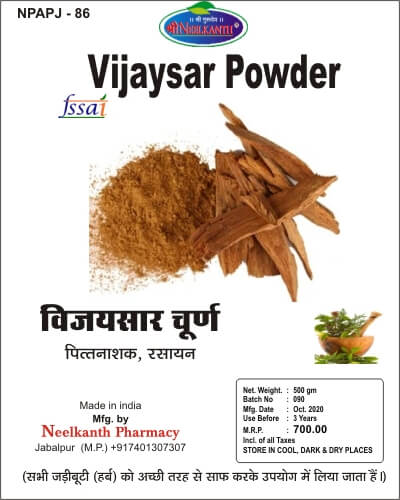 NPAPJ - 86
।। श्री गुरूदेव ।।
श्री NEELKANTH®
Vijaysar Powder
fssai
विजयसार चूर्ण
पित्तनाशक, रसायन
Made in india
Mfg. by
Neelkanth Pharmacy
Jabalpur (M.P.) +917401307307
Net. Weight. : 500 gm
Batch No : 090
Mfg. Date : Oct. 2020
Use Before : 3 Years
M.R.P. : 700.00
Incl. of all Taxes
STORE IN COOL, DARK & DRY PLACES
(सभी जड़ीबूटी (हर्ब) को अच्छी तरह से साफ करके उपयोग में लिया जाता हैं।)